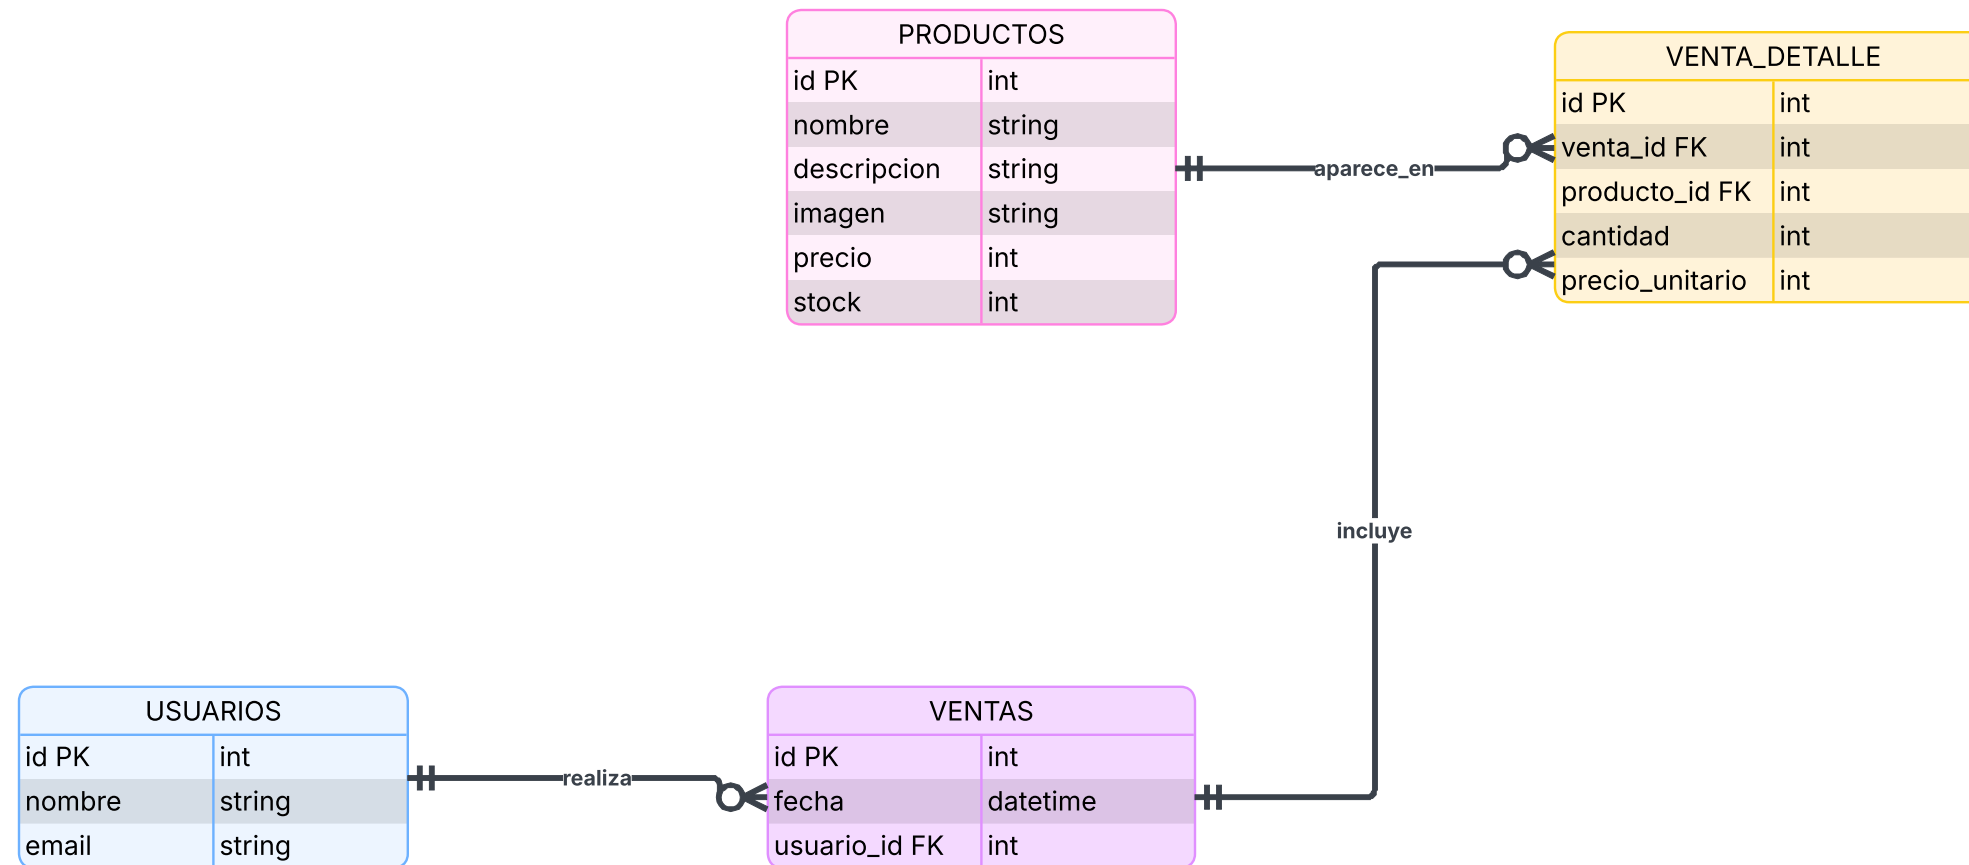 PRODUCTOS
id PK int
nombre string
descripcion string
imagen string
precio int
stock int
aparece_en
VENTA_DETALLE
id PK int
venta_id FK int
producto_id FK int
cantidad int
precio_unitario int
incluye
USUARIOS
id PK int
nombre string
email string
realiza
VENTAS
id PK int
fecha datetime
usuario_id FK int